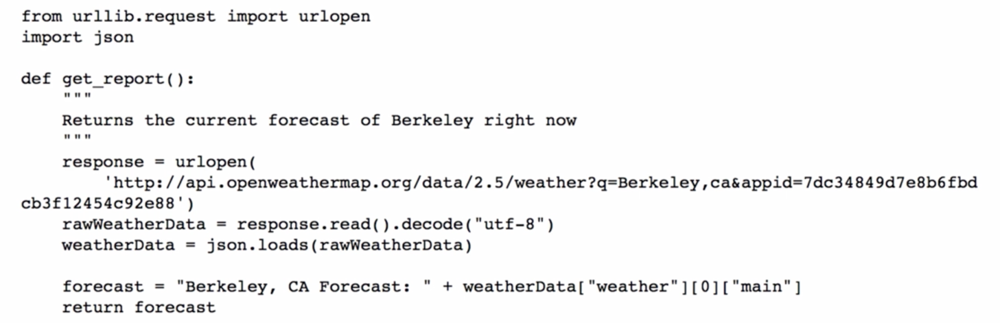 from urllib.request import urlopen
import json
def get_report():
"""
Returns the current forecast of Berkeley right now
"""
response = urlopen(
'http://api.openweathermap.org/data/2.5/weather?q=Berkeley,ca&appid=7dc34849d7e8b6fbd
cb3f12454c92e88')
rawWeatherData = response.read().decode("utf-8")
weatherData = json.loads(rawWeatherData)
forecast = "Berkeley, CA Forecast: " + weatherData["weather"][0]["main"]
return forecast